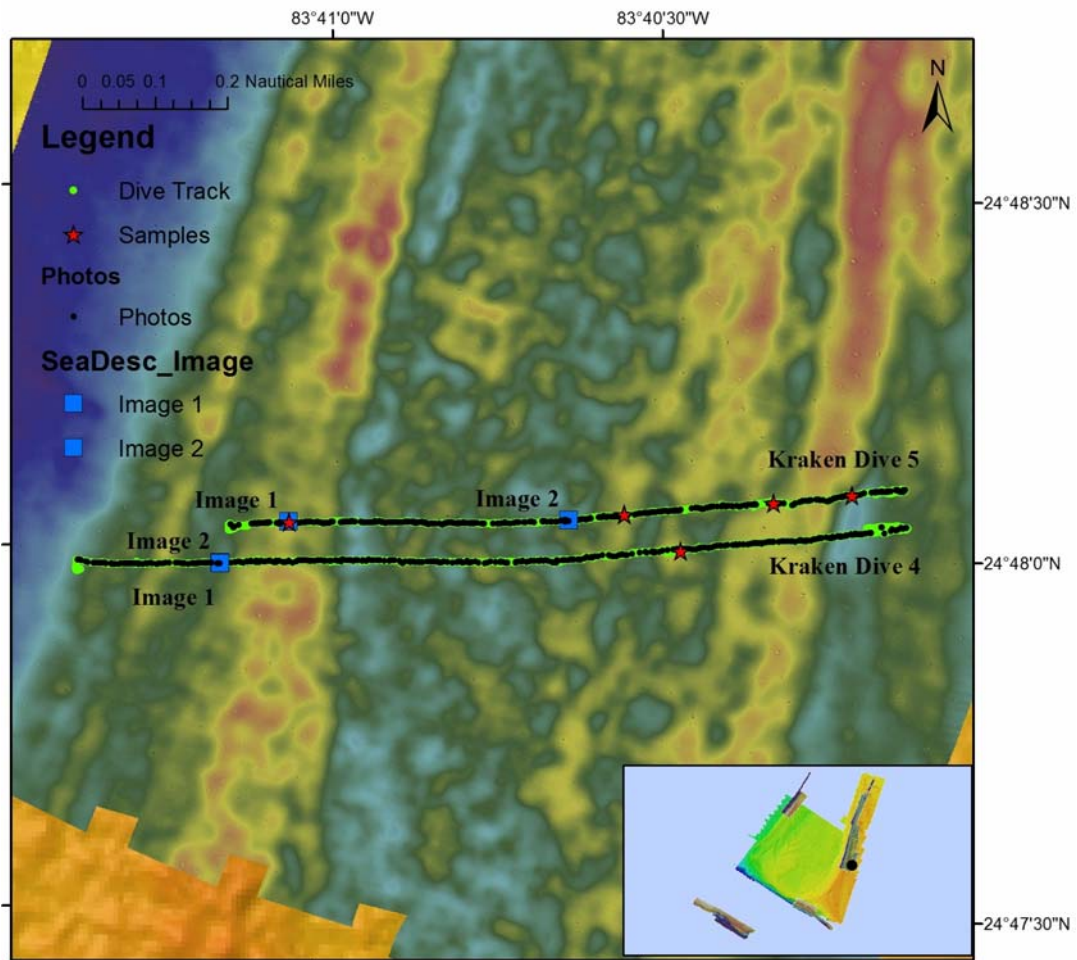 83°41'0"W
83°40'30"W
0 0.05 0.1 0.2 Nautical Miles
N
Legend
Dive Track
Samples
Photos
Photos
SeaDesc_Image
Image 1
Image 2
24°48'30"N
Kraken Dive 5
Image 1
Image 2
Image 2
24°48'0"N
Kraken Dive 4
Image 1
24°47'30"N